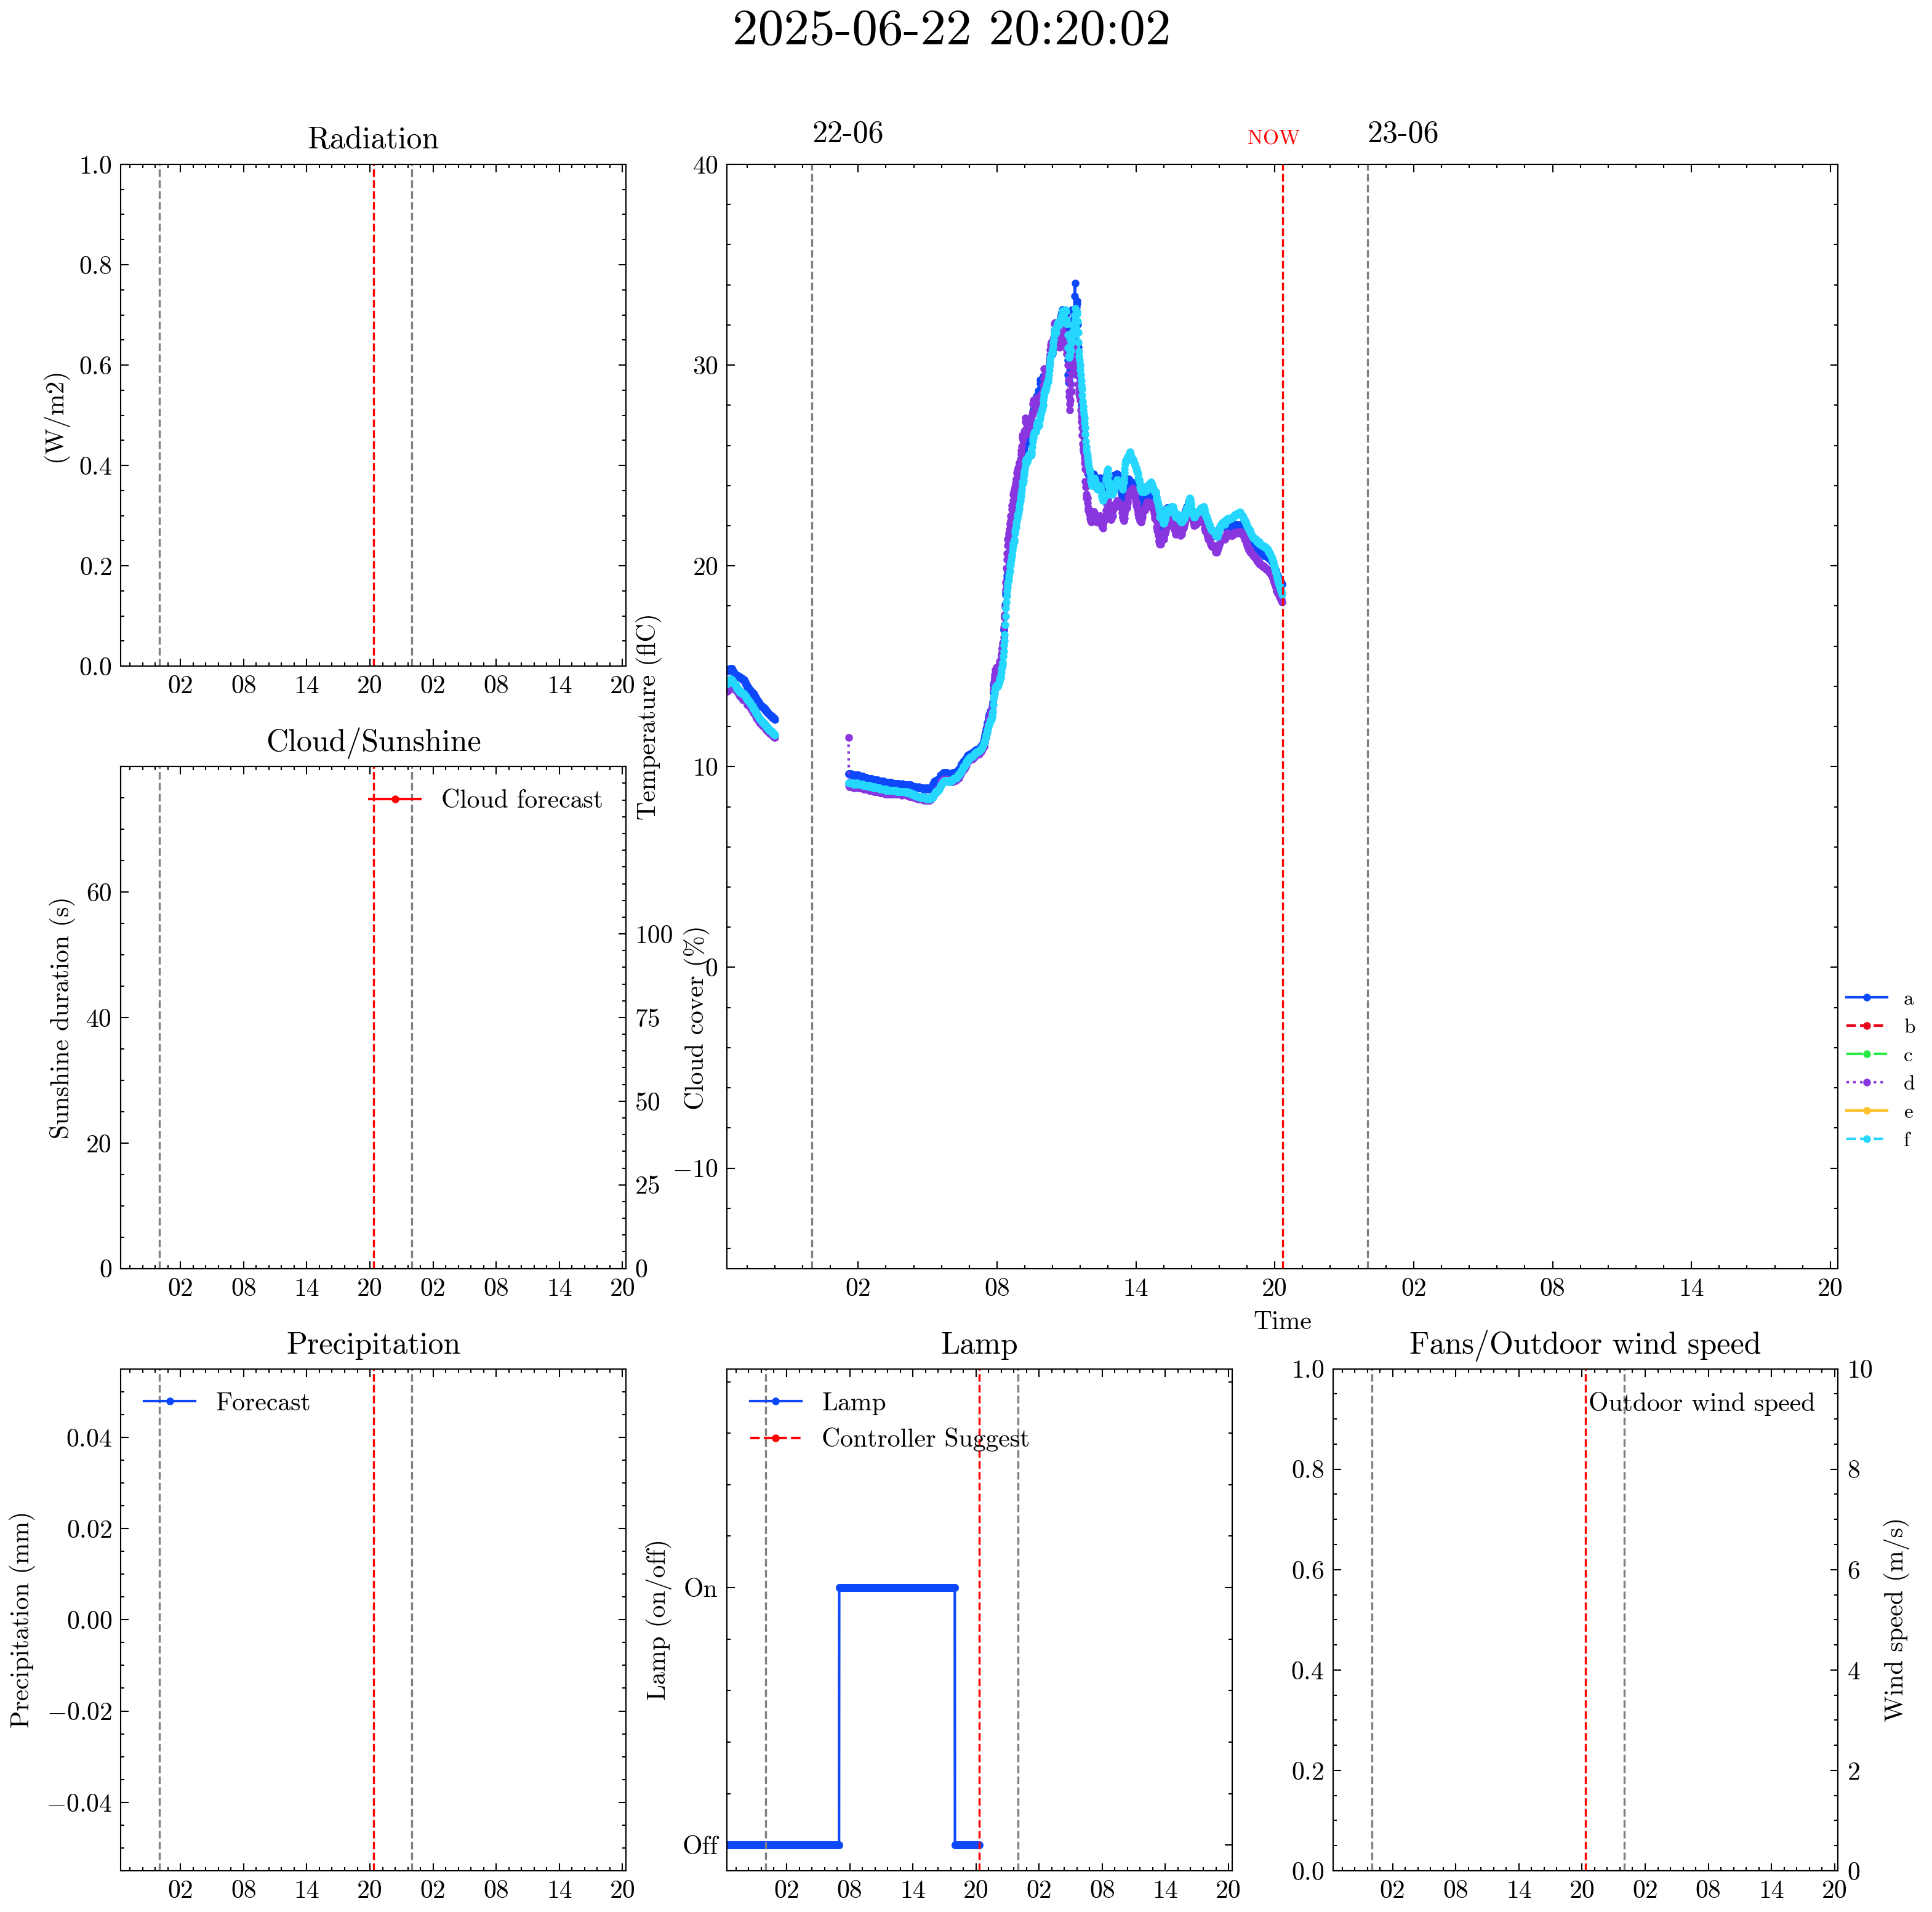 2025-06-22 20:20:02
Radiation
1.0
0.8
0.6
0.4
0.2
0.0
(W/m2)
02 08 14 20 02 08 14 20
22-06
NOW
23-06
40
30
20
10
0
−10
Temperature (flC)
02 08 14 20 02 08 14 20
Time
a
b
c
d
e
f
Cloud/Sunshine
Cloud forecast
60
40
20
0
Sunshine duration (s)
100
75
50
25
0
Cloud cover (%)
02 08 14 20 02 08 14 20
Precipitation
Forecast
0.04
0.02
0.00
−0.02
−0.04
Precipitation (mm)
02 08 14 20 02 08 14 20
Lamp
Lamp
Controller Suggest
On
Off
Lamp (on/off)
02 08 14 20 02 08 14 20
Fans/Outdoor wind speed
Outdoor wind speed
1.0
0.8
0.6
0.4
0.2
0.0
10
8
6
4
2
0
Wind speed (m/s)
02 08 14 20 02 08 14 20